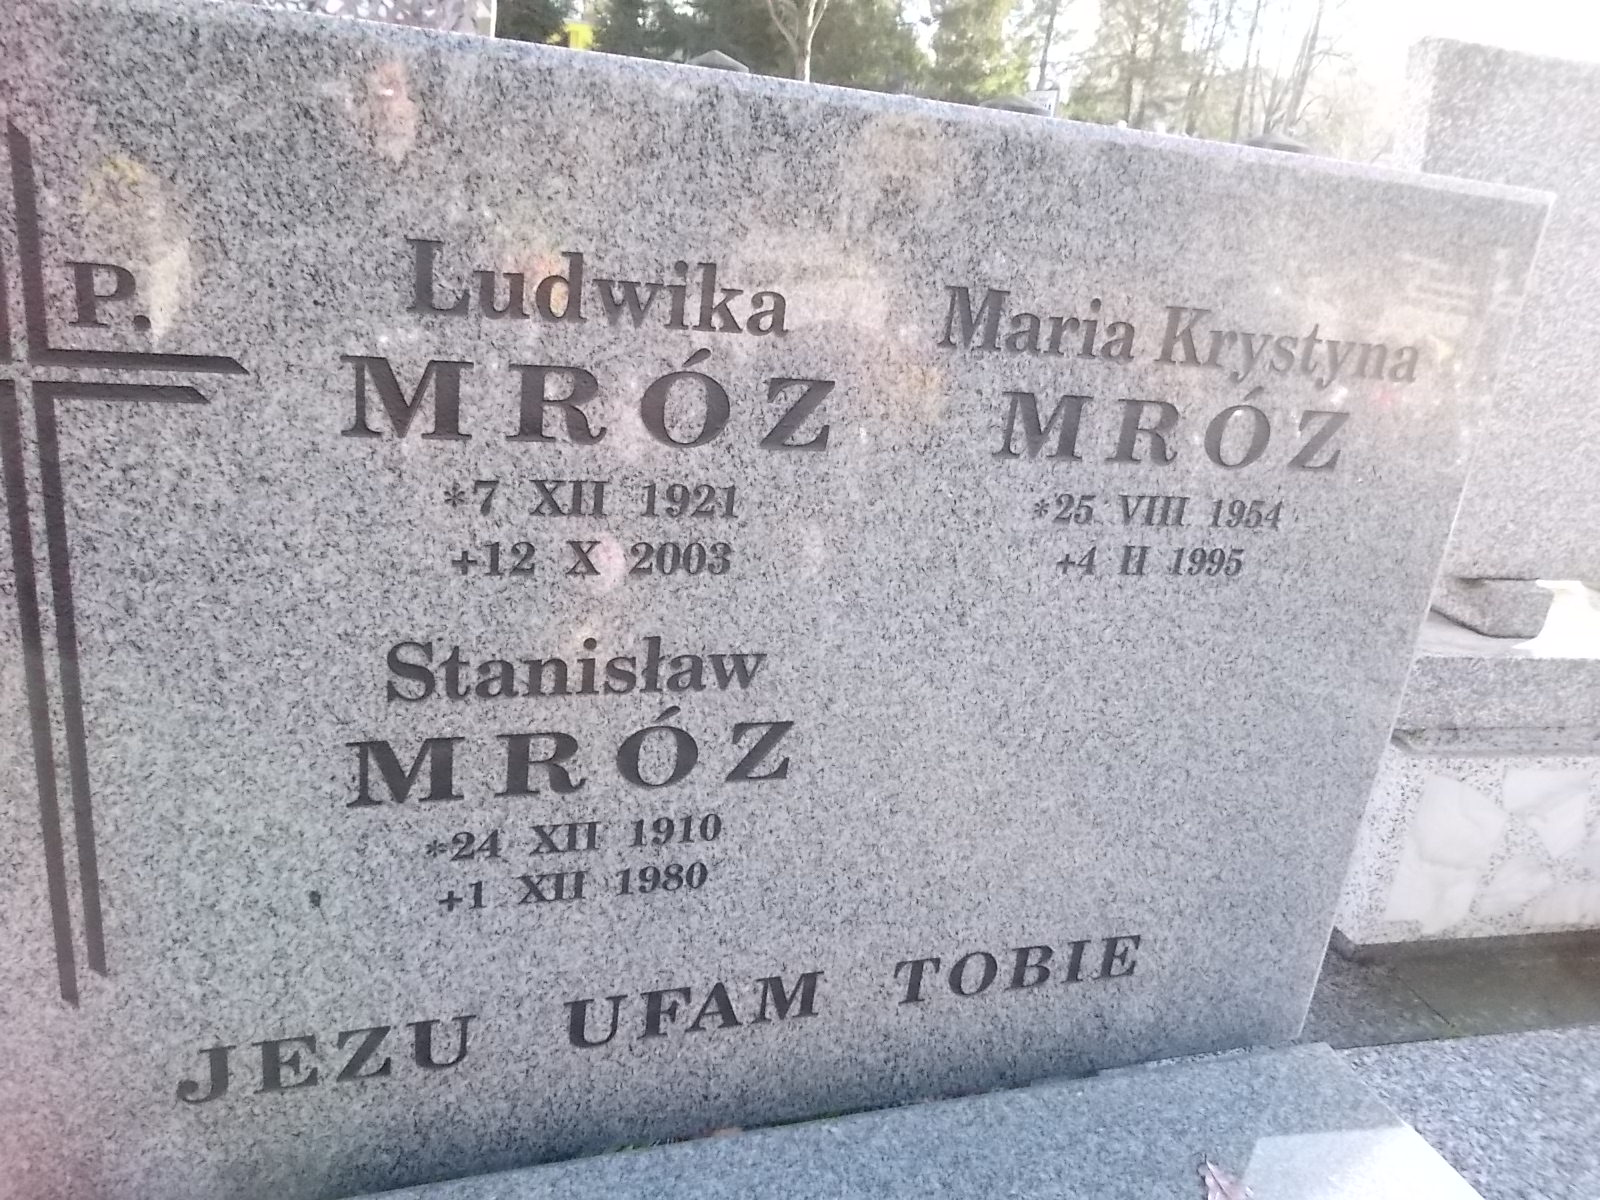 P.
Ludwika
MRÓZ
*7 XII 1921
+12 X 2003
Maria Krystyna
MRÓZ
*25 VIII 1954
+4 II 1995
Stanisław
MRÓZ
*24 XII 1910
+1 XII 1980
JEZU UFAM TOBIE